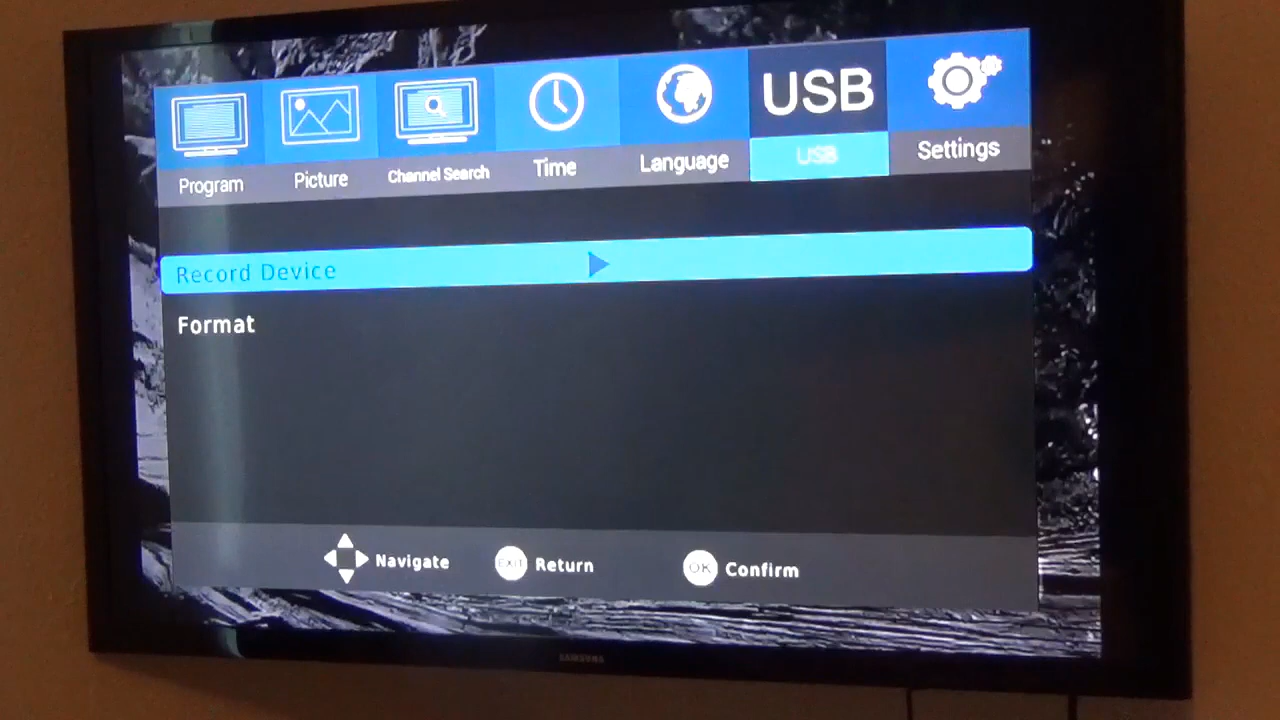 USB
Program
Picture
Channel Search
Time
Language
USB
Settings
Record Device
Format
Navigate
EXIT
Return
OK
Confirm
SAMSUNG